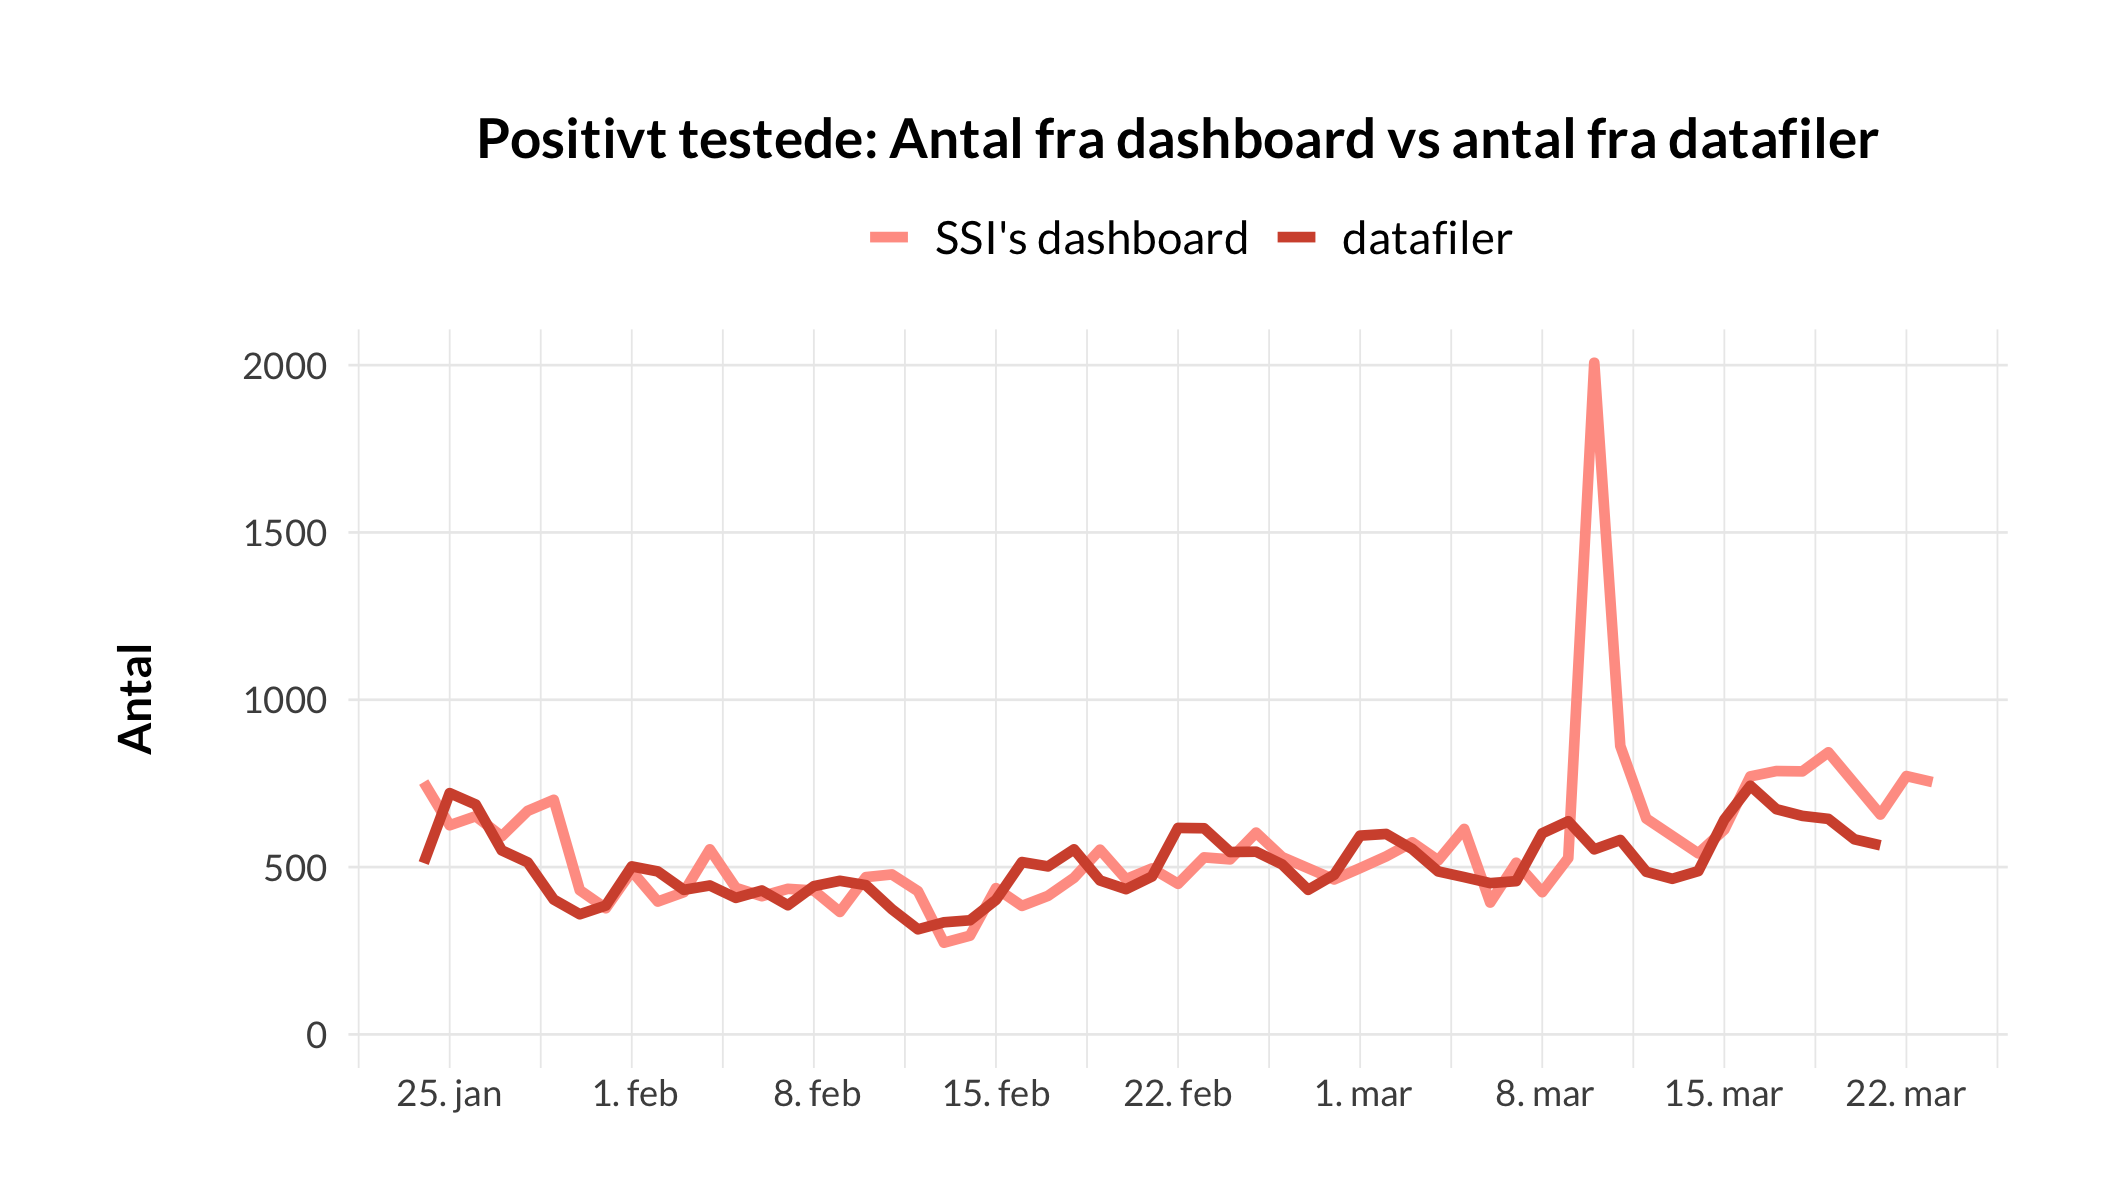 Positivt testede: Antal fra dashboard vs antal fra datafiler
SSI's dashboard datafiler
Antal
2000
1500
1000
500
0
25. jan 1. feb 8. feb 15. feb 22. feb 1. mar 8. mar 15. mar 22. mar